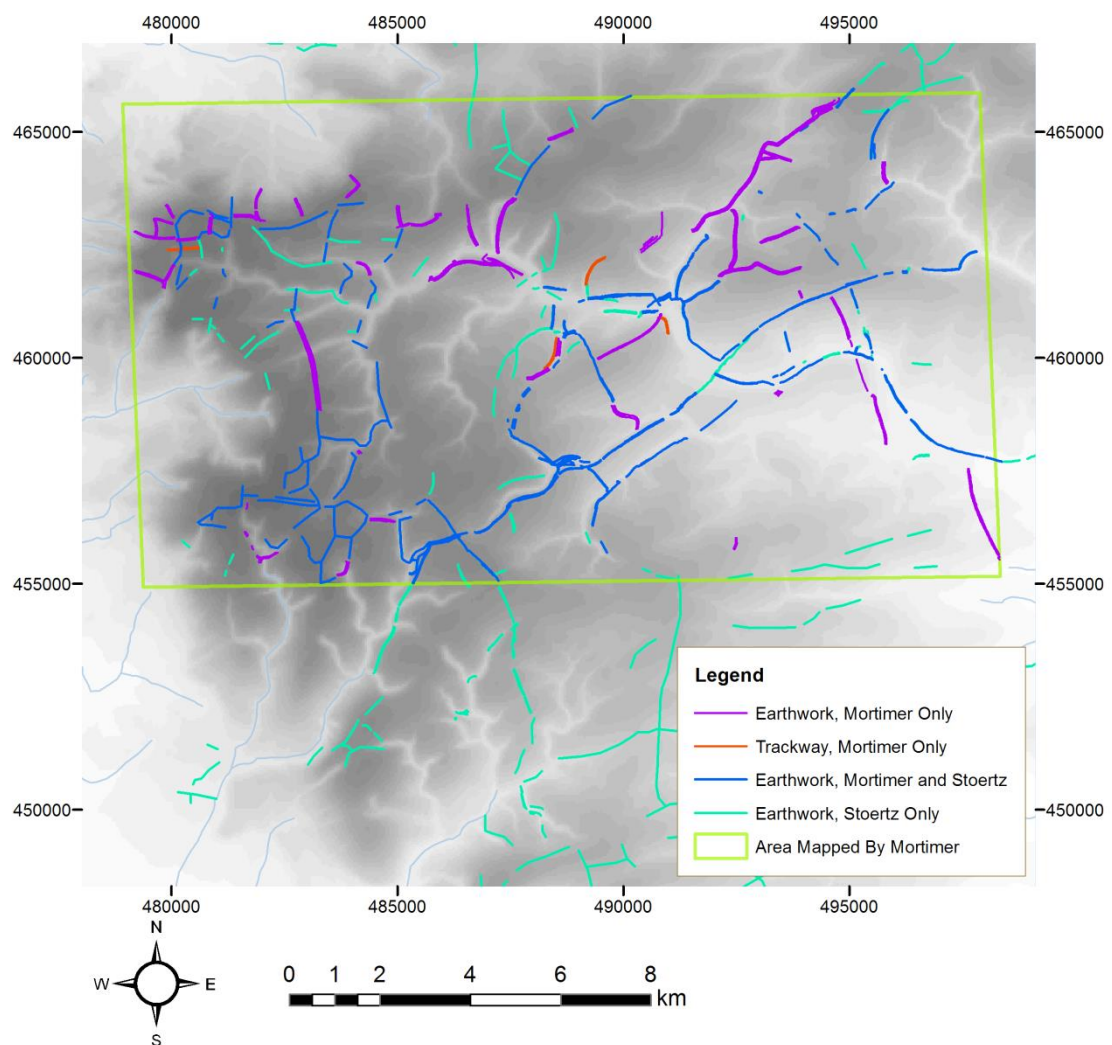 480000 485000 490000 495000
465000 465000
460000 460000
455000 455000
450000 450000
Legend
Earthwork, Mortimer Only
Trackway, Mortimer Only
Earthwork, Mortimer and Stoertz
Earthwork, Stoertz Only
Area Mapped By Mortimer
480000 485000 490000 495000
N
W E
S
0 1 2 4 6 8
km